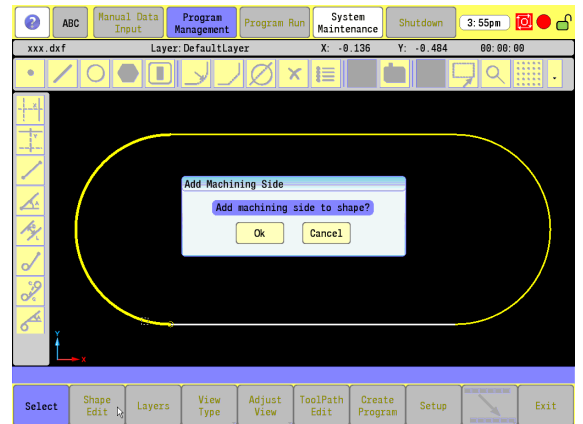 ?
ABC
Manual Data
Input
Program
Management
Program Run
System
Maintenance
Shutdown
3:55pm
xxx.dxf
Layer: DefaultLayer
X: -0.136
Y: -0.484
00:00:00
Add Machining Side
Add machining side to shape?
Ok
Cancel
Y
X
Select
Shape
Edit
Layers
View
Type
Adjust
View
ToolPath
Edit
Create
Program
Setup
Exit